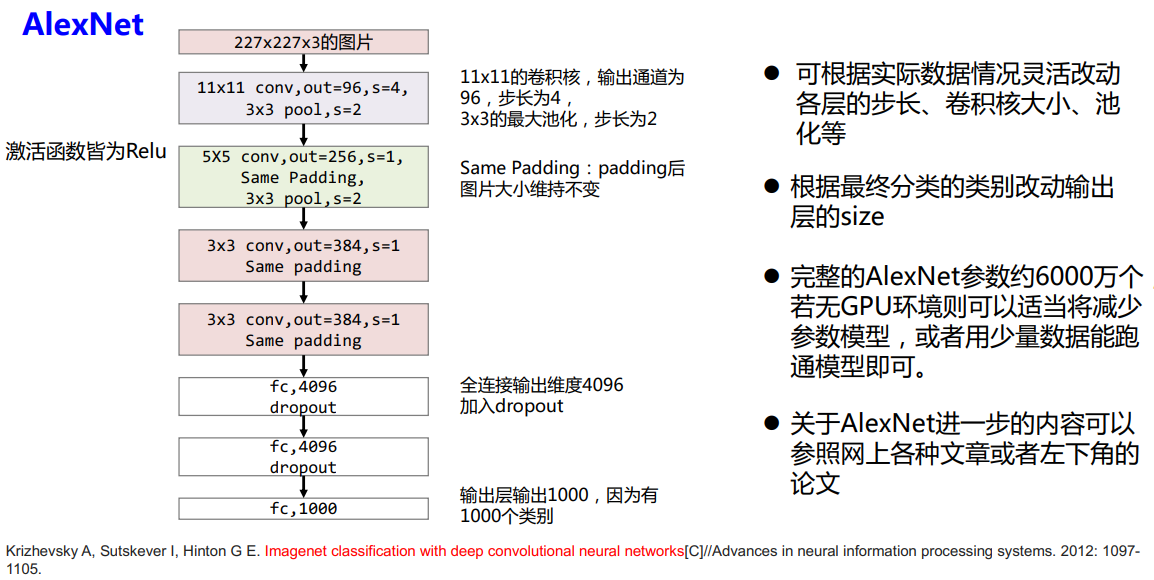 AlexNet
227x227x3的图片
11x11 conv,out=96,s=4,
3x3 pool,s=2
11x11的卷积核，输出通道为
96，步长为4，
3x3的最大池化，步长为2
激活函数皆为Relu
5X5 conv,out=256,s=1,
Same Padding,
3x3 pool,s=2
Same Padding：padding后
图片大小维持不变
3x3 conv,out=384,s=1
Same padding
3x3 conv,out=384,s=1
Same padding
fc,4096
dropout
全连接输出维度4096
加入dropout
fc,4096
dropout
fc,1000
输出层输出1000，因为有
1000个类别
● 可根据实际数据情况灵活改动
各层的步长、卷积核大小、池
化等
● 根据最终分类的类别改动输出
层的size
● 完整的AlexNet参数约6000万个
若无GPU环境则可以适当将减少
参数模型，或者用少量数据能跑
通模型即可。
● 关于AlexNet进一步的内容可以
参照网上各种文章或者左下角的
论文
Krizhevsky A, Sutskever I, Hinton G E. Imagenet classification with deep convolutional neural networks[C]//Advances in neural information processing systems. 2012: 1097-
1105.